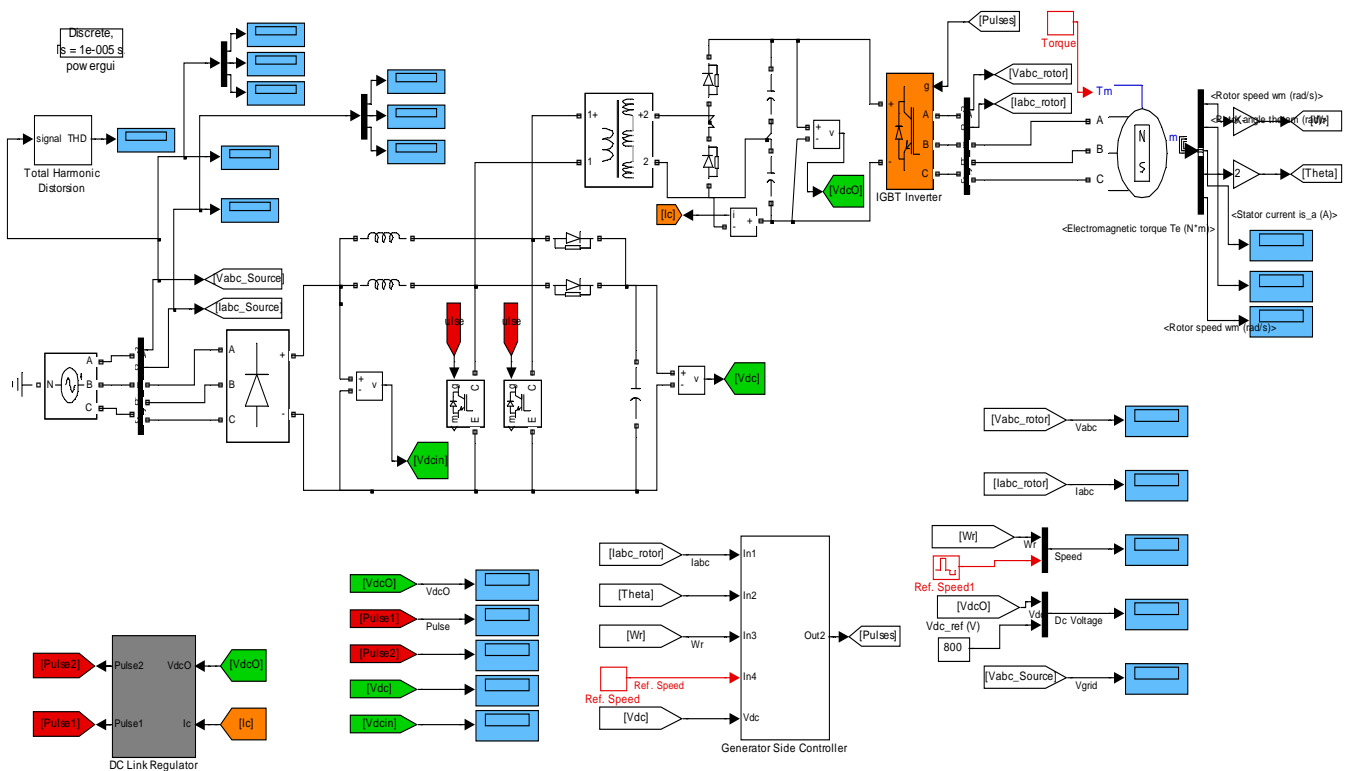 Discrete,
Ts = 1e-005 s.
powergui
signal THD
Total Harmonic
Distorsion
[Vabc_Source]
[Iabc_Source]
N
A
B
C
A
B
C
+
-
+
-
v
[Vdcin]
ulse
ulse
g
C
m
E
g
C
m
E
+
-
v
[Vdc]
1+
1
+2
2
[Ic]
i
+
-
+
-
v
[VdcO]
[Pulses]
g
+
-
A
B
C
IGBT Inverter
[Vabc_rotor]
[Iabc_rotor]
Torque
Tm
A
B
C
N
S
m
<Rotor speed wm (rad/s)>
2
[Theta]
<Stator current is_a (A)>
<Electromagnetic torque Te (N*m)>
<Rotor speed wm (rad/s)>
[Vabc_rotor]
Vabc
[Iabc_rotor]
Iabc
[Wr]
Wr
Speed
Ref. Speed1
[VdcO]
Dc Voltage
Vdc_ref (V)
800
[Vabc_Source]
Vgrid
[Iabc_rotor]
Iabc
In1
[Theta]
In2
[Wr]
Wr
In3
Ref. Speed
Ref. Speed
In4
[Vdc]
Vdc
Out2
[Pulses]
Generator Side Controller
[VdcO]
VdcO
[Pulse1]
Pulse
[Pulse2]
[Vdc]
[Vdcin]
[Pulse2]
Pulse2
VdcO
[VdcO]
[Pulse1]
Pulse1
Ic
[Ic]
DC Link Regulator